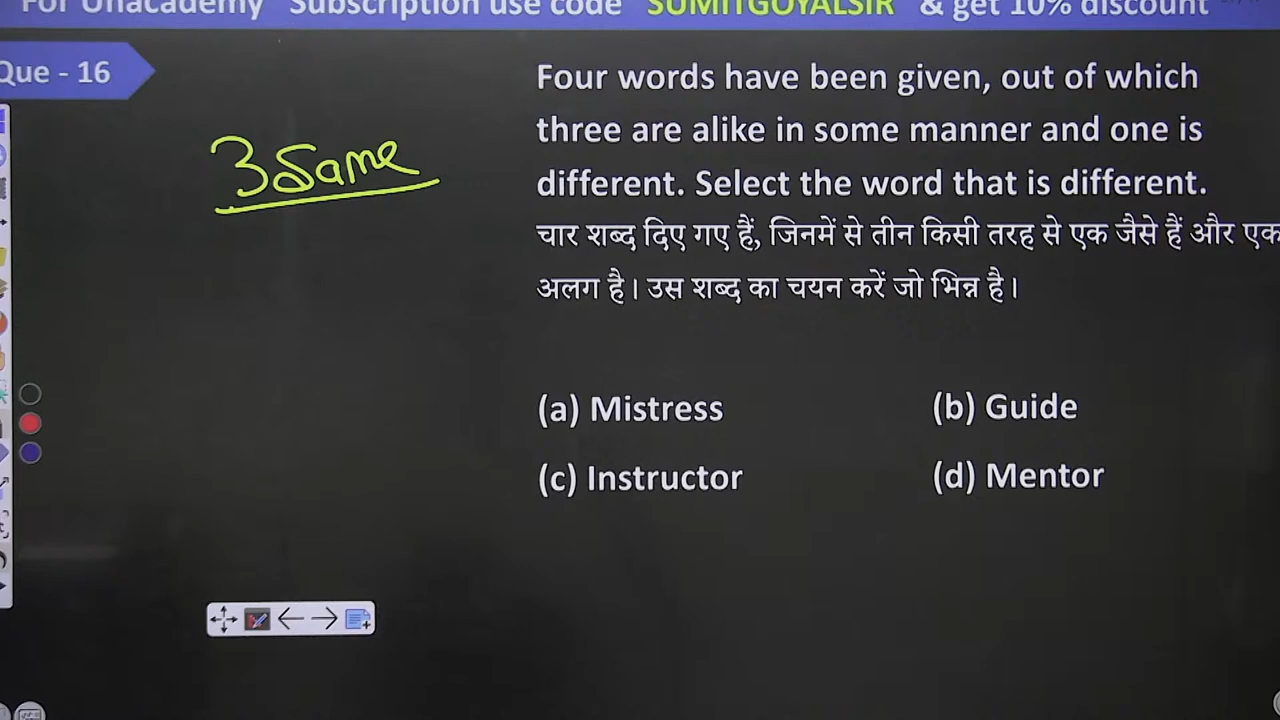 For Unacademy Subscription use code SUMITGOYALSIR & get 10% discount
Que - 16
Four words have been given, out of which
three are alike in some manner and one is
different. Select the word that is different.
चार शब्द दिए गए हैं, जिनमें से तीन किसी तरह से एक जैसे हैं और एक
अलग है। उस शब्द का चयन करें जो भिन्न है।
3 same
(a) Mistress (b) Guide
(c) Instructor (d) Mentor